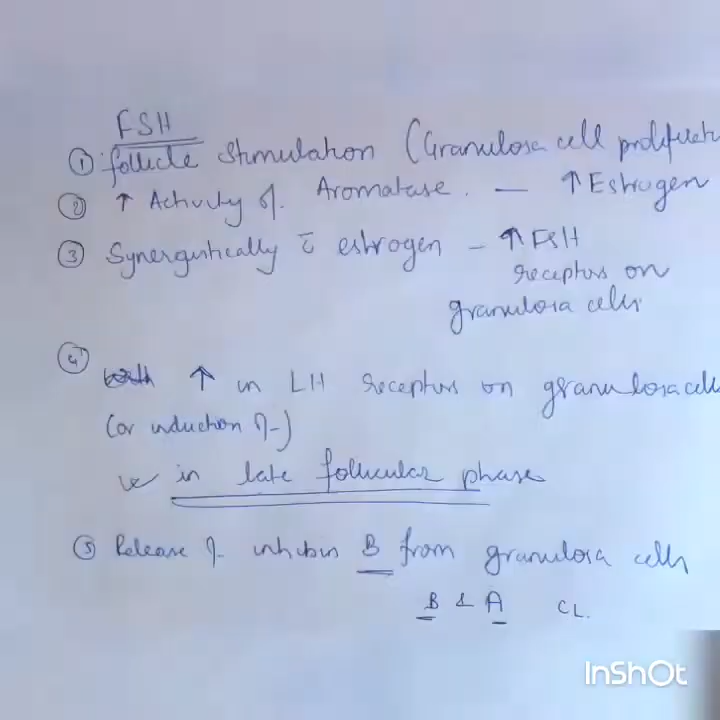 FSH
① follicle stimulation (Granulosa cell proliferati
② ↑ Activity of Aromatase. — ↑ Estrogen
③ Synergistically c̄ estrogen — ↑ FSH
receptors on
granulosa cells
④ ↑ in LH receptors on granulosa cell
(or induction of -)
in late follicular phase
⑤ Release of inhibin B from granulosa cells
B & A CL.
InShOt